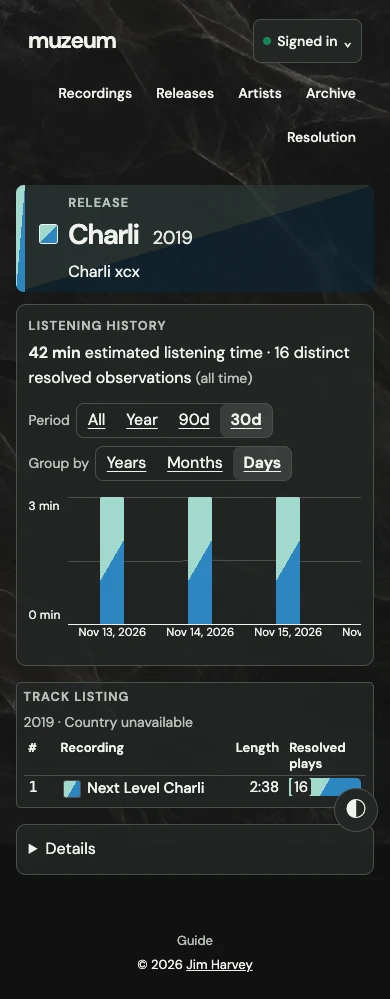 muzeum
Signed in
Recordings Releases Artists Archive
Resolution
RELEASE
Charli 2019
Charli xcx
LISTENING HISTORY
42 min estimated listening time · 16 distinct
resolved observations (all time)
Period All Year 90d 30d
Group by Years Months Days
3 min
0 min
Nov 13, 2026 Nov 14, 2026 Nov 15, 2026 Nov
TRACK LISTING
2019 · Country unavailable
# Recording Length Resolved
plays
1 Next Level Charli 2:38 16
Details
Guide
© 2026 Jim Harvey